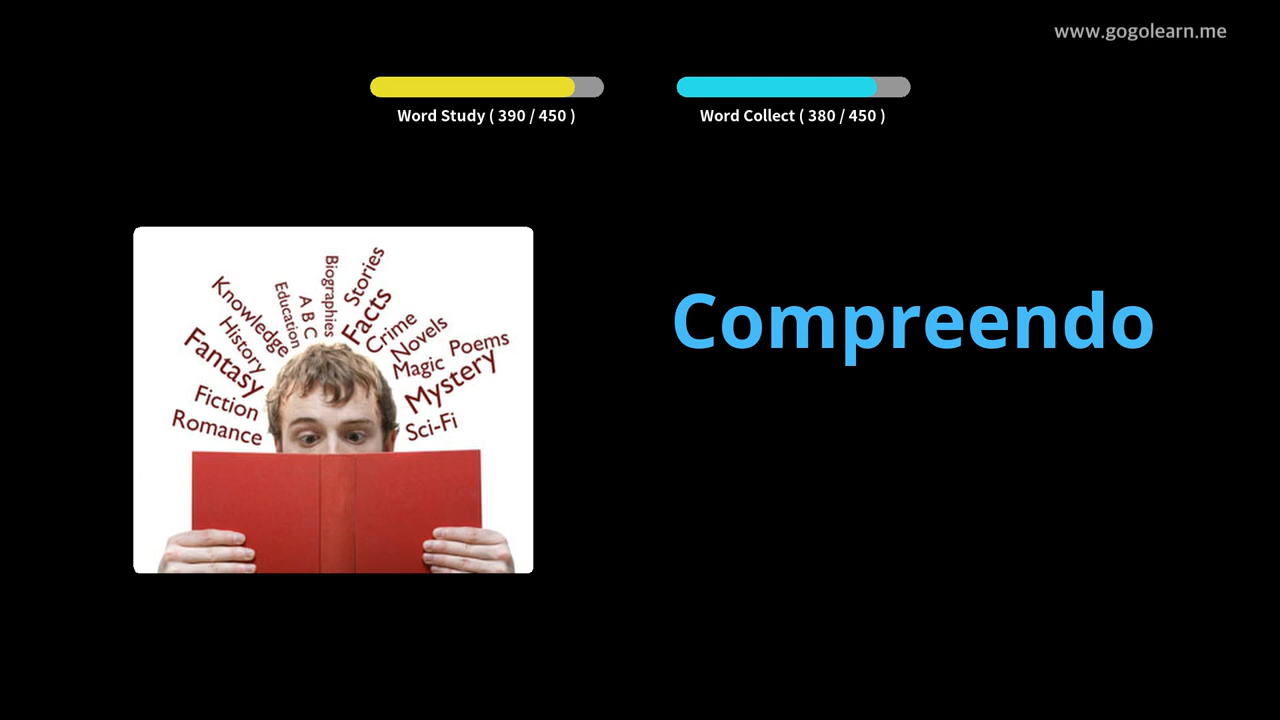 www.gogolearn.me
Word Study ( 390 / 450 )
Word Collect ( 380 / 450 )
Compreendo
Knowledge
History
Fantasy
Fiction
Romance
Education
A B C
Biographies
Stories
Facts
Crime
Novels
Magic
Poems
Mystery
Sci-Fi